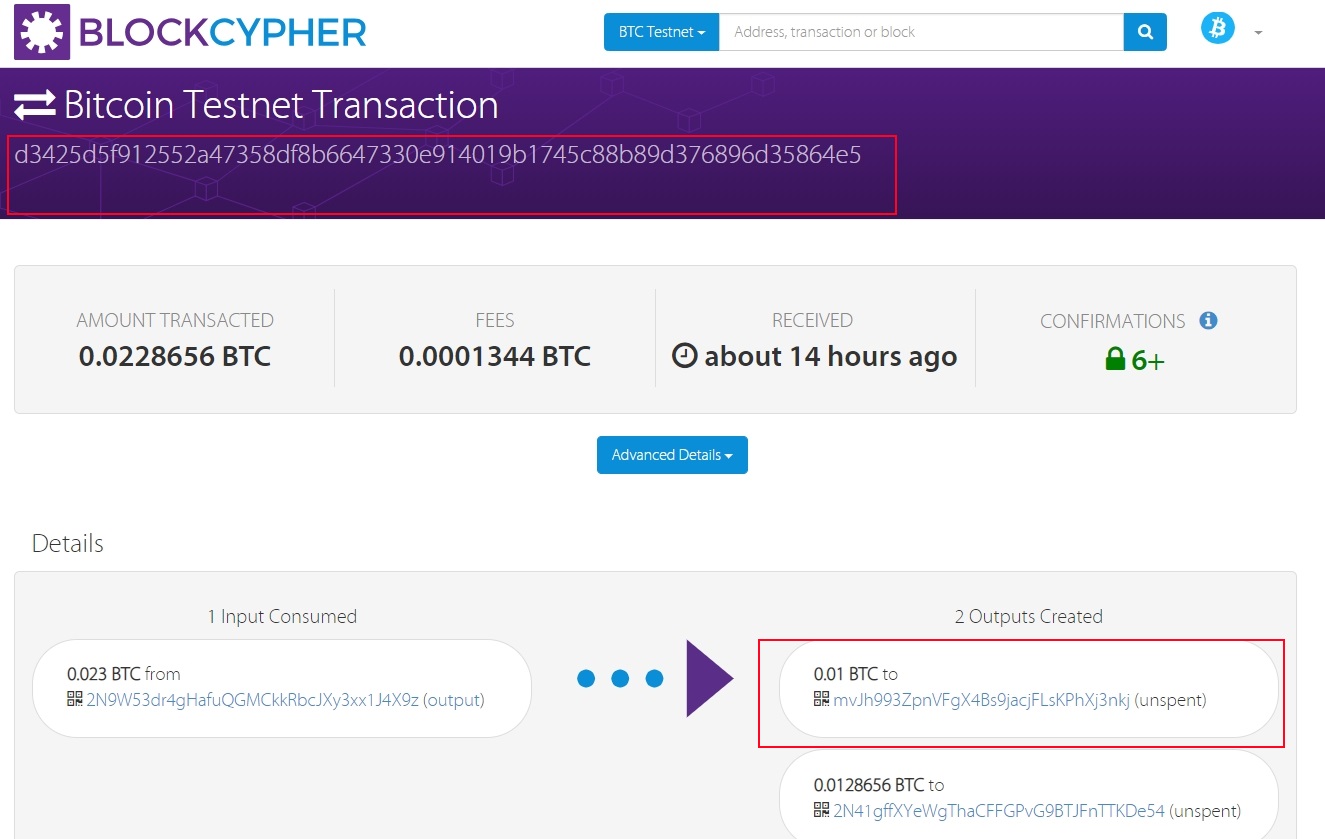 BLOCKCYPHER
BTC Testnet
Address, transaction or block
Bitcoin Testnet Transaction
d3425d5f912552a47358df8b6647330e914019b1745c88b89d376896d35864e5
AMOUNT TRANSACTED
0.0228656 BTC
FEES
0.0001344 BTC
RECEIVED
about 14 hours ago
CONFIRMATIONS
6+
Advanced Details
Details
1 Input Consumed
0.023 BTC from
2N9W53dr4gHafuQGMCkkRbcJXy3xx1J4X9z (output)
2 Outputs Created
0.01 BTC to
mvJh993ZpnVFgX4Bs9jacjFLsKPhXj3nkj (unspent)
0.0128656 BTC to
2N41gffXYeWgThaCFFGPvG9BTJFnTTKDe54 (unspent)